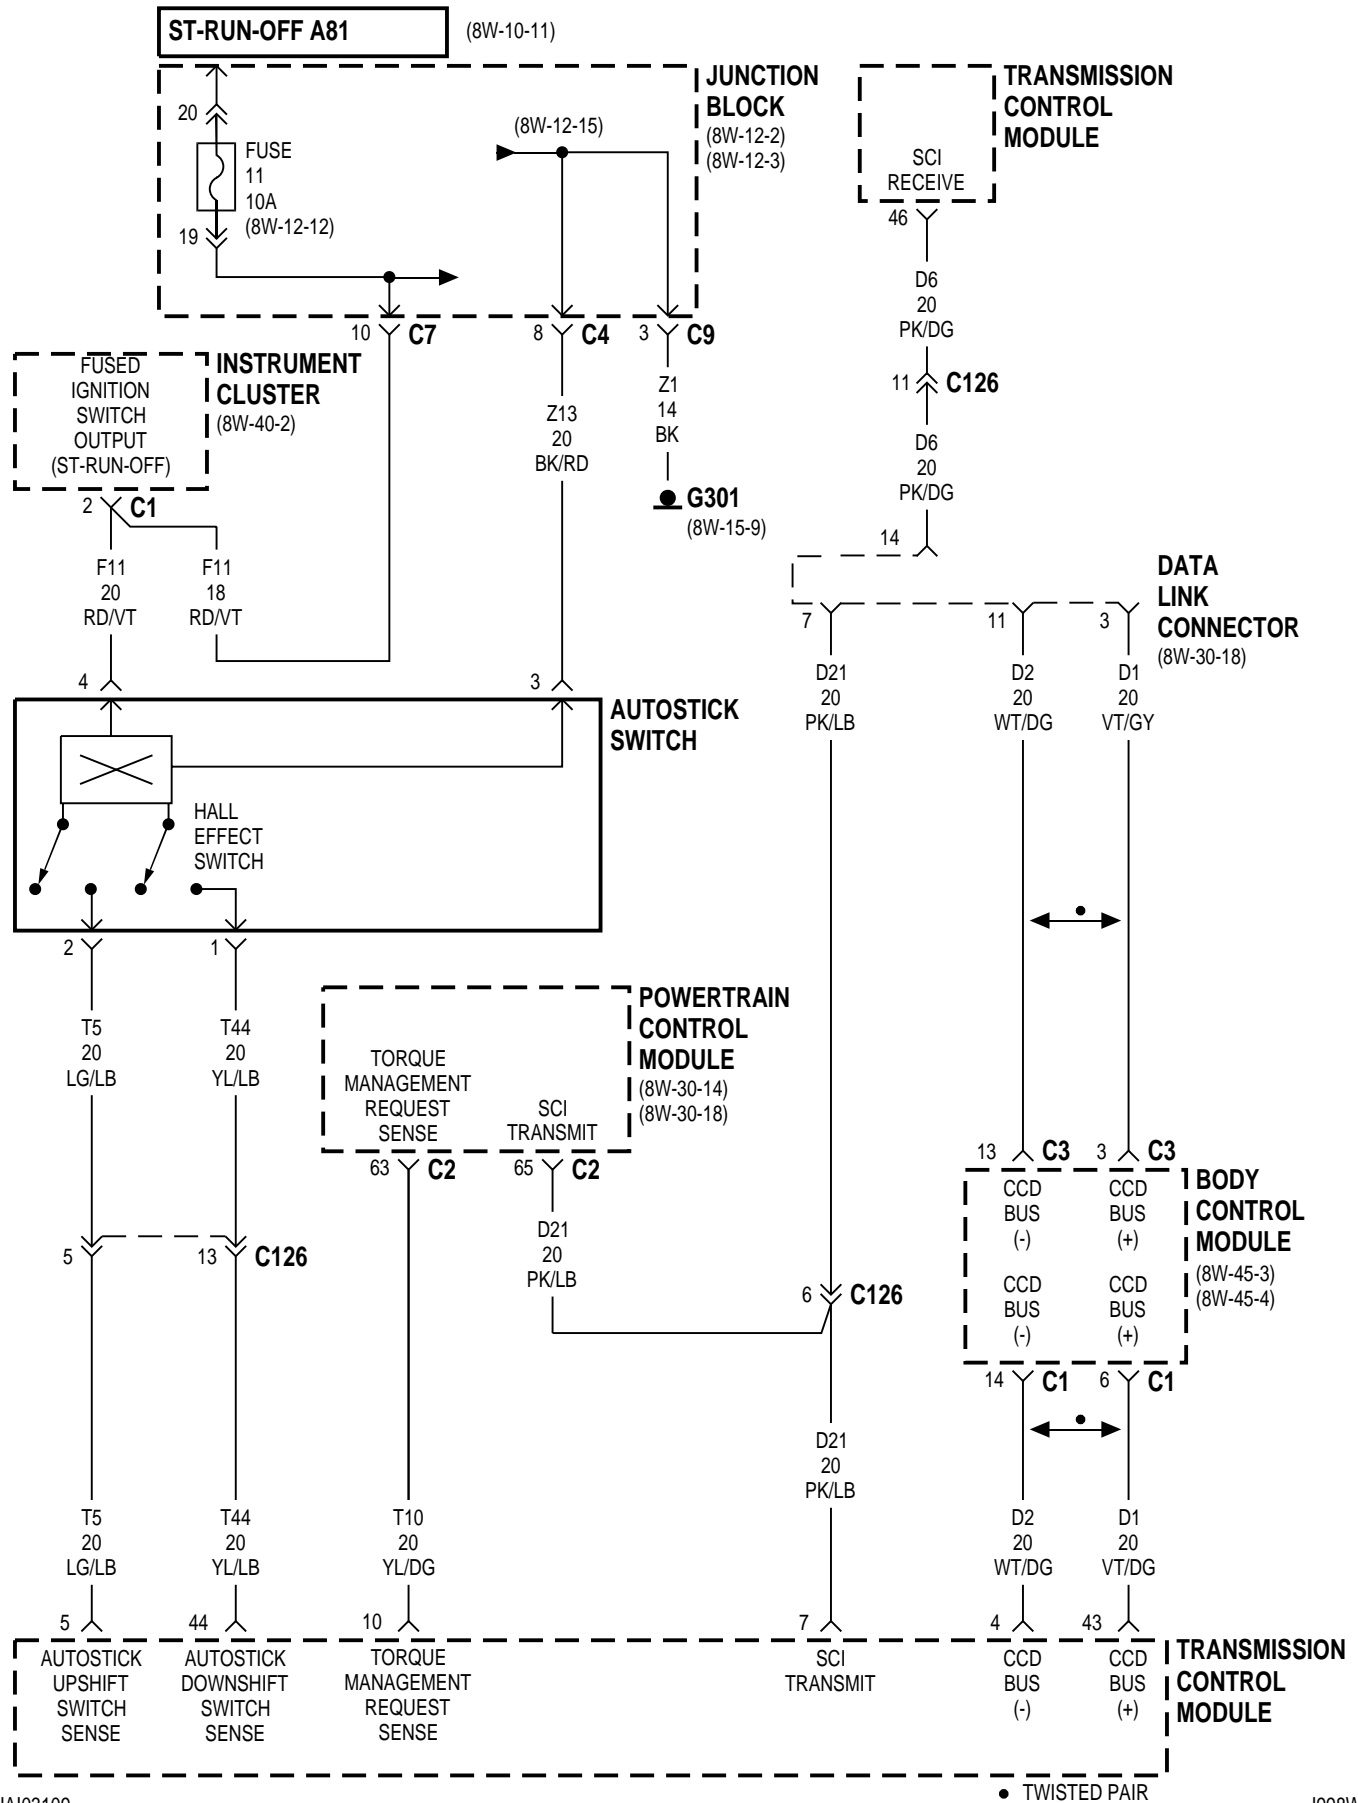 ST-RUN-OFF A81 (8W-10-11)
JUNCTION
BLOCK
(8W-12-2)
(8W-12-3)
TRANSMISSION
CONTROL
MODULE
20
FUSE
11
10A
(8W-12-12)
19
(8W-12-15)
SCI
RECEIVE
46
D6
20
PK/DG
11 C126
D6
20
PK/DG
14
10 C7
8 C4
3 C9
INSTRUMENT
CLUSTER
(8W-40-2)
FUSED
IGNITION
SWITCH
OUTPUT
(ST-RUN-OFF)
2 C1
Z13
20
BK/RD
Z1
14
BK
G301
(8W-15-9)
F11
20
RD/VT
F11
18
RD/VT
DATA
LINK
CONNECTOR
(8W-30-18)
7
11
3
D21
20
PK/LB
D2
20
WT/DG
D1
20
VT/GY
4
3
AUTOSTICK
SWITCH
HALL
EFFECT
SWITCH
2
1
T5
20
LG/LB
T44
20
YL/LB
POWERTRAIN
CONTROL
MODULE
(8W-30-14)
(8W-30-18)
TORQUE
MANAGEMENT
REQUEST
SENSE
SCI
TRANSMIT
63 C2
65 C2
D21
20
PK/LB
5
13 C126
6 C126
13 C3
3 C3
BODY
CONTROL
MODULE
(8W-45-3)
(8W-45-4)
CCD
BUS
(-)
CCD
BUS
(+)
CCD
BUS
(-)
CCD
BUS
(+)
14 C1
6 C1
D21
20
PK/LB
T5
20
LG/LB
T44
20
YL/LB
T10
20
YL/DG
D2
20
WT/DG
D1
20
VT/DG
5
44
10
7
4
43
AUTOSTICK
UPSHIFT
SWITCH
SENSE
AUTOSTICK
DOWNSHIFT
SWITCH
SENSE
TORQUE
MANAGEMENT
REQUEST
SENSE
SCI
TRANSMIT
CCD
BUS
(-)
CCD
BUS
(+)
TRANSMISSION
CONTROL
MODULE
● TWISTED PAIR